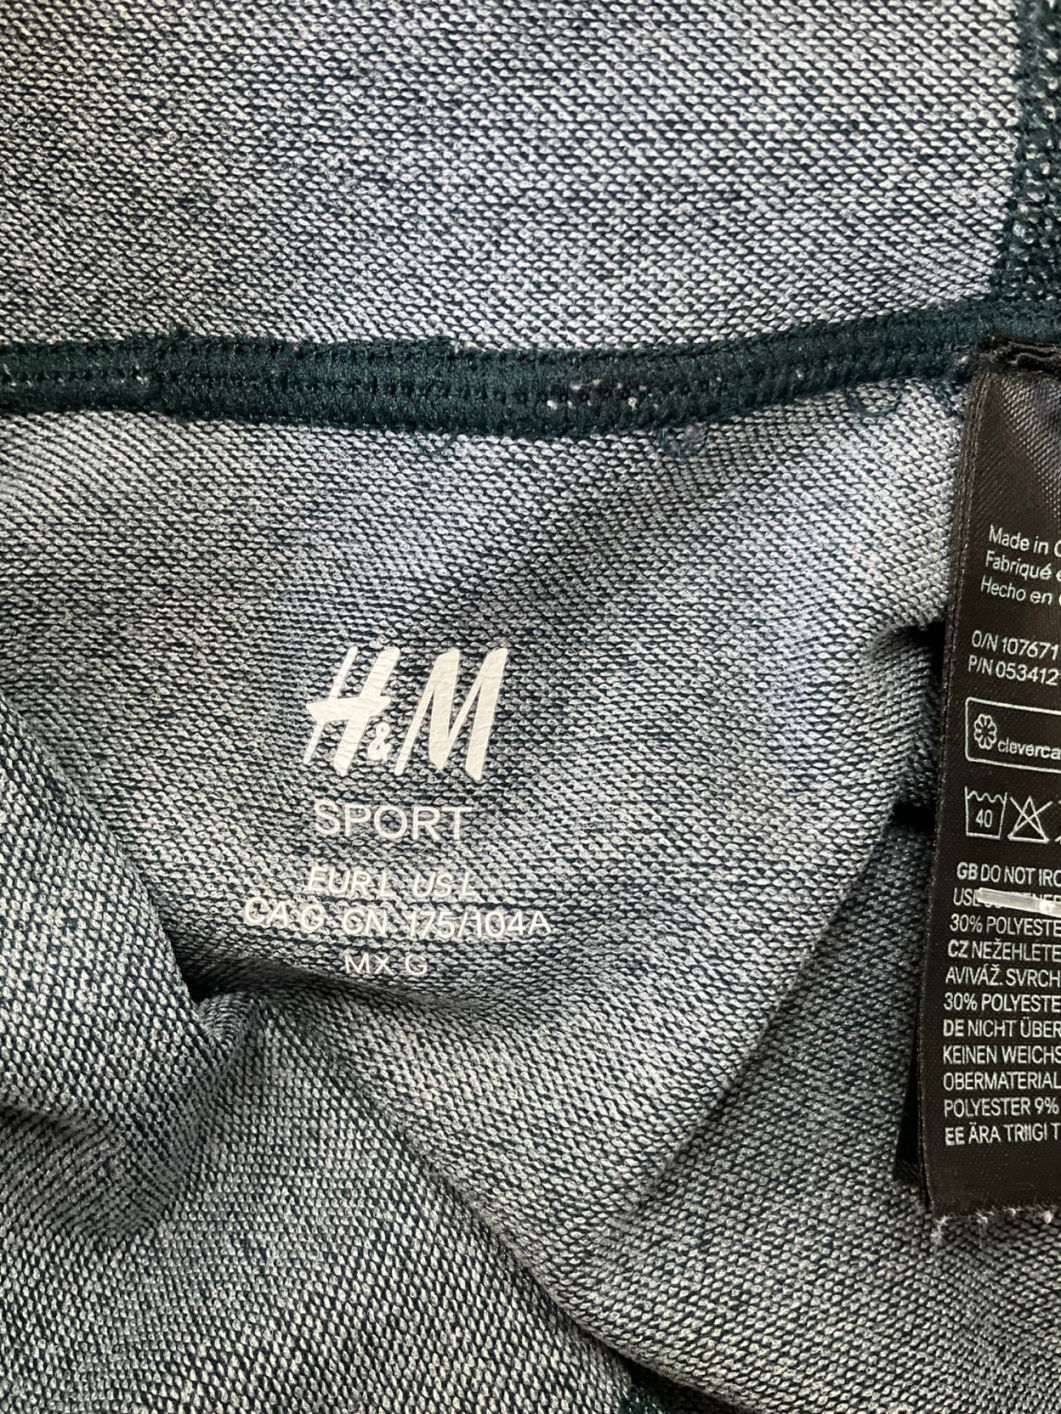 H&M
SPORT
EUR L US L
CA G CN 175/104A
MX G
Made in
Fabriqué
Hecho en
O/N 107671
P/N 053412
cleverca
40
GB DO NOT IRO
30% POLYESTE
CZ NEŽEHLETE
AVIVÁŽ. SVRCH
30% POLYESTE
DE NICHT ÜBER
KEINEN WEICHS
OBERMATERIAL
POLYESTER 9%
EE ÄRA TRIIGI T